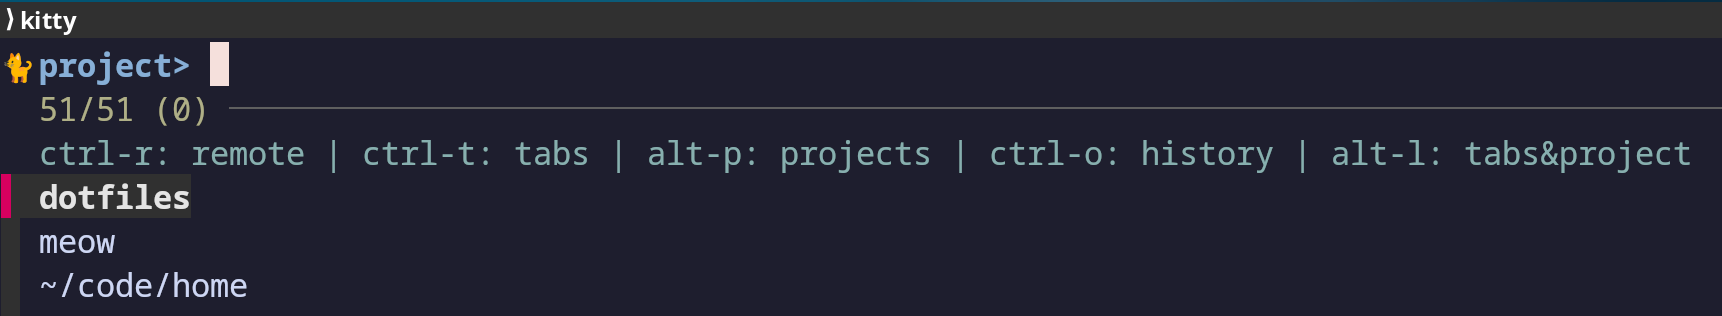 ⟩ kitty
🐈project>
51/51 (0)
ctrl-r: remote | ctrl-t: tabs | alt-p: projects | ctrl-o: history | alt-l: tabs&project
dotfiles
meow
~/code/home